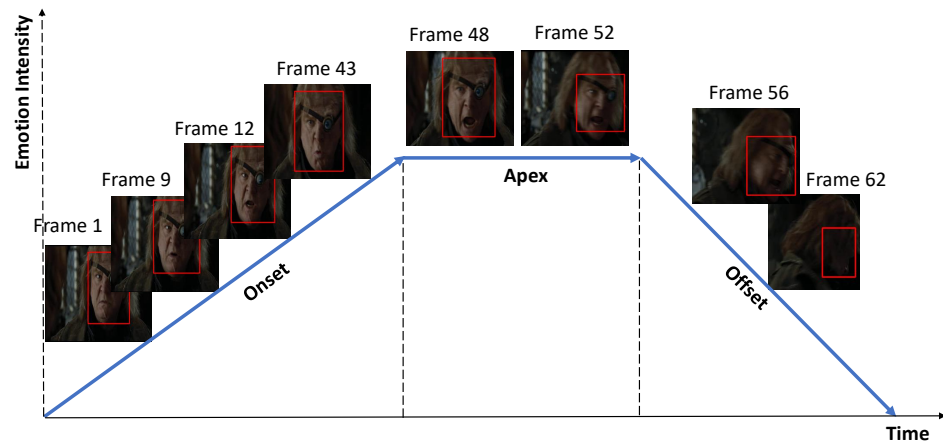 Emotion Intensity
Frame 1
Frame 9
Frame 12
Frame 43
Frame 48
Frame 52
Frame 56
Frame 62
Onset
Apex
Offset
Time